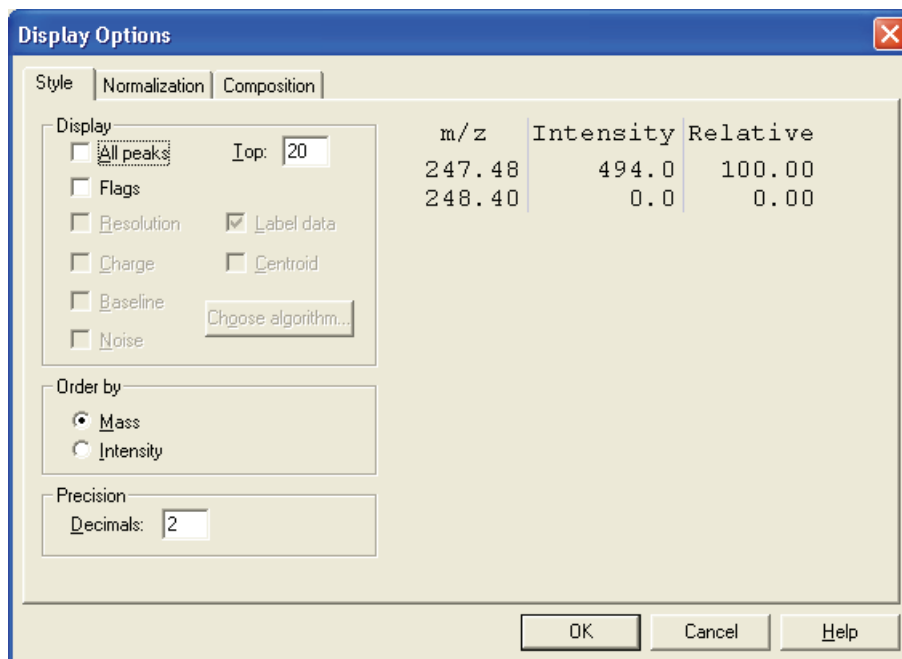 Display Options
Style Normalization Composition
Display
All peaks Top: 20
Flags
Resolution Label data
Charge Centroid
Baseline
Choose algorithm...
Noise
Order by
Mass
Intensity
Precision
Decimals: 2
m/z Intensity Relative
247.48 494.0 100.00
248.40 0.0 0.00
OK Cancel Help